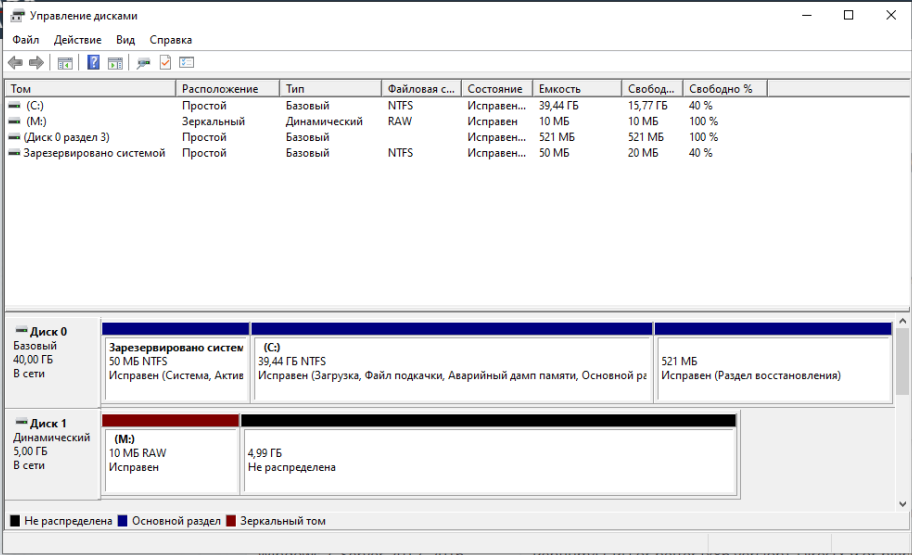 Управление дисками
Файл Действие Вид Справка
Том Расположение Тип Файловая с... Состояние Емкость Свобод... Свободно %
(C:) Простой Базовый NTFS Исправен... 39,44 ГБ 15,77 ГБ 40 %
(M:) Зеркальный Динамический RAW Исправен 10 МБ 10 МБ 100 %
(Диск 0 раздел 3) Простой Базовый Исправен... 521 МБ 521 МБ 100 %
Зарезервировано системой Простой Базовый NTFS Исправен... 50 МБ 20 МБ 40 %
Диск 0
Базовый
40,00 ГБ
В сети
Зарезервировано систем
50 МБ NTFS
Исправен (Система, Актив
(C:)
39,44 ГБ NTFS
Исправен (Загрузка, Файл подкачки, Аварийный дамп памяти, Основной ра
521 МБ
Исправен (Раздел восстановления)
Диск 1
Динамический
5,00 ГБ
В сети
(M:)
10 МБ RAW
Исправен
4,99 ГБ
Не распределена
Не распределена Основной раздел Зеркальный том